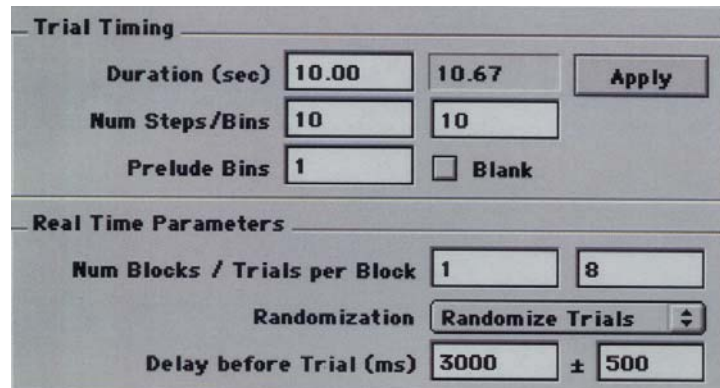 Trial Timing
Duration (sec) 10.00 10.67 Apply
Num Steps/Bins 10 10
Prelude Bins 1 Blank
Real Time Parameters
Num Blocks / Trials per Block 1 8
Randomization Randomize Trials
Delay before Trial (ms) 3000 ± 500